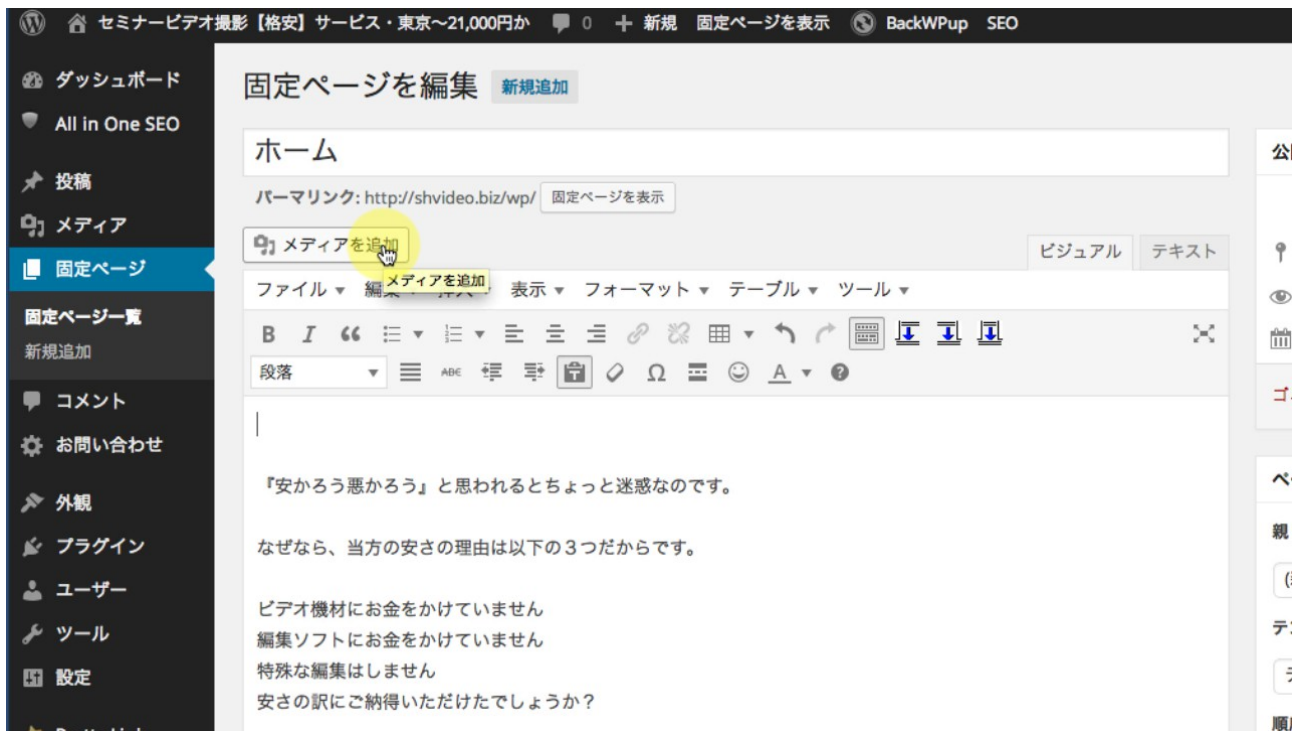 セミナービデオ撮影【格安】サービス・東京～21,000円か 0 新規 固定ページを表示 BackWPup SEO
ダッシュボード
All in One SEO
投稿
メディア
固定ページ
固定ページ一覧
新規追加
コメント
お問い合わせ
外観
プラグイン
ユーザー
ツール
設定
固定ページを編集 新規追加
ホーム
パーマリンク: http://shvideo.biz/wp/ 固定ページを表示
メディアを追加
メディアを追加
ビジュアル テキスト
ファイル 表示 フォーマット テーブル ツール
B I ABE Ω A
段落
『安かろう悪かろう』と思われるとちょっと迷惑なのです。
なぜなら、当方の安さの理由は以下の３つだからです。
ビデオ機材にお金をかけていません
編集ソフトにお金をかけていません
特殊な編集はしません
安さの訳にご納得いただけたでしょうか？
親